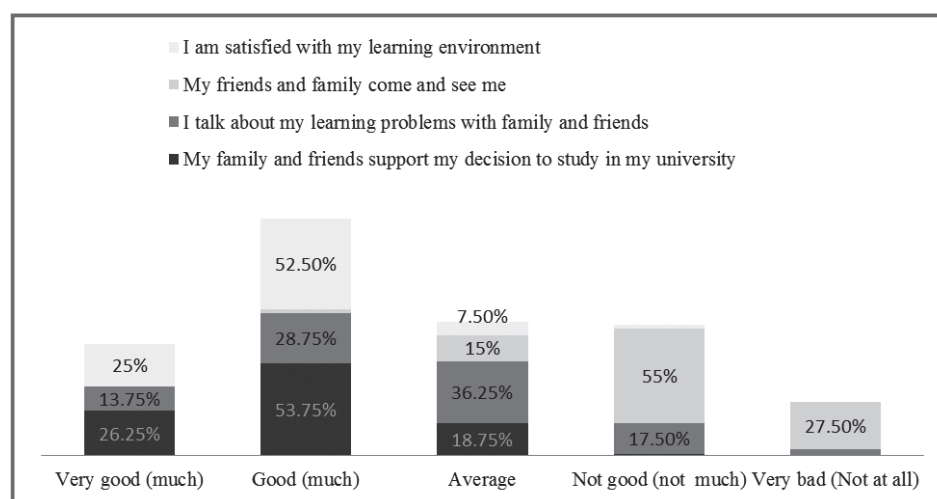 I am satisfied with my learning environment
My friends and family come and see me
I talk about my learning problems with family and friends
My family and friends support my decision to study in my university
52.50%
7.50%
25%
28.75%
15%
55%
13.75%
36.25%
27.50%
26.25%
53.75%
18.75%
17.50%
Very good (much) Good (much) Average Not good (not much) Very bad (Not at all)